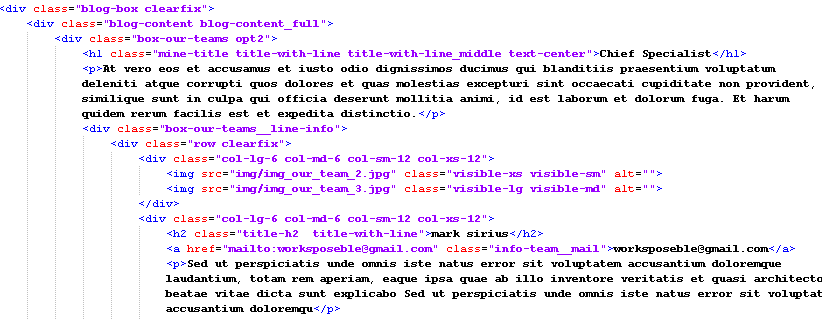 <div class="blog-box clearfix">
<div class="blog-content blog-content_full">
<div class="box-our-teams opt2">
<h1 class="mine-title title-with-line title-with-line_middle text-center">Chief Specialist</h1>
<p>At vero eos et accusamus et iusto odio dignissimos ducimus qui blanditiis praesentium voluptatum
deleniti atque corrupti quos dolores et quas molestias excepturi sint occaecati cupiditate non provident,
similique sunt in culpa qui officia deserunt mollitia animi, id est laborum et dolorum fuga. Et harum
quidem rerum facilis est et expedita distinctio.</p>
<div class="box-our-teams__line-info">
<div class="row clearfix">
<div class="col-lg-6 col-md-6 col-sm-12 col-xs-12">
<img src="img/img_our_team_2.jpg" class="visible-xs visible-sm" alt="">
<img src="img/img_our_team_3.jpg" class="visible-lg visible-md" alt="">
</div>
<div class="col-lg-6 col-md-6 col-sm-12 col-xs-12">
<h2 class="title-h2  title-with-line">mark sirius</h2>
<a href="mailto:worksposeble@gmail.com" class="info-team__mail">worksposeble@gmail.com</a>
<p>Sed ut perspiciatis unde omnis iste natus error sit voluptatem accusantium doloremque
laudantium, totam rem aperiam, eaque ipsa quae ab illo inventore veritatis et quasi architecto
beatae vitae dicta sunt explicabo Sed ut perspiciatis unde omnis iste natus error sit voluptat
accusantium doloremqu</p>